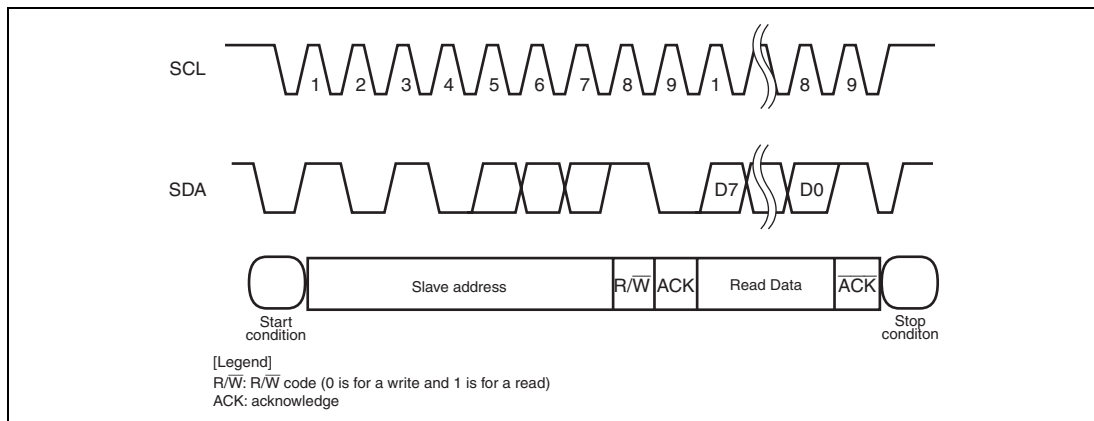 SCL
1 2 3 4 5 6 7 8 9 1 8 9
SDA
D7 D0
Slave address R/W̅ ACK Read Data A̅C̅K̅
Start
condition
Stop
conditon
[Legend]
R/W̅: R/W̅ code (0 is for a write and 1 is for a read)
ACK: acknowledge